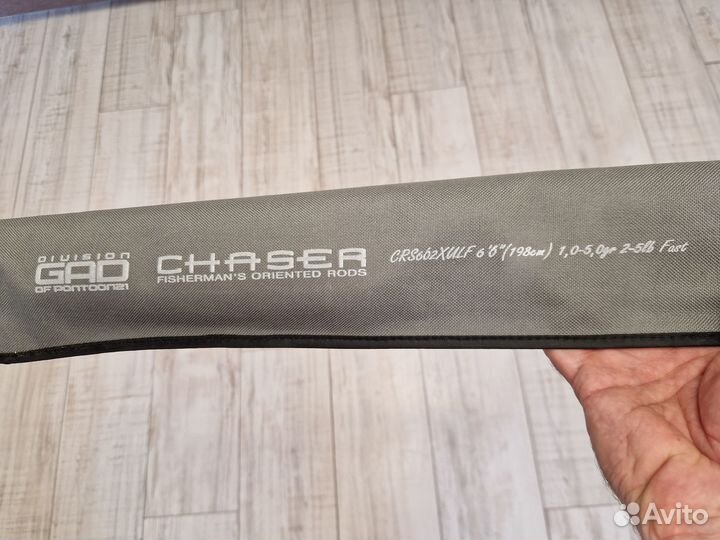 DIVISION
GAD
OF PONTOON21
CHASER
FISHERMAN'S ORIENTED RODS
CRS662XULF 6'6"(198cm) 1,0-5,0gr 2-5lb Fast
Avito